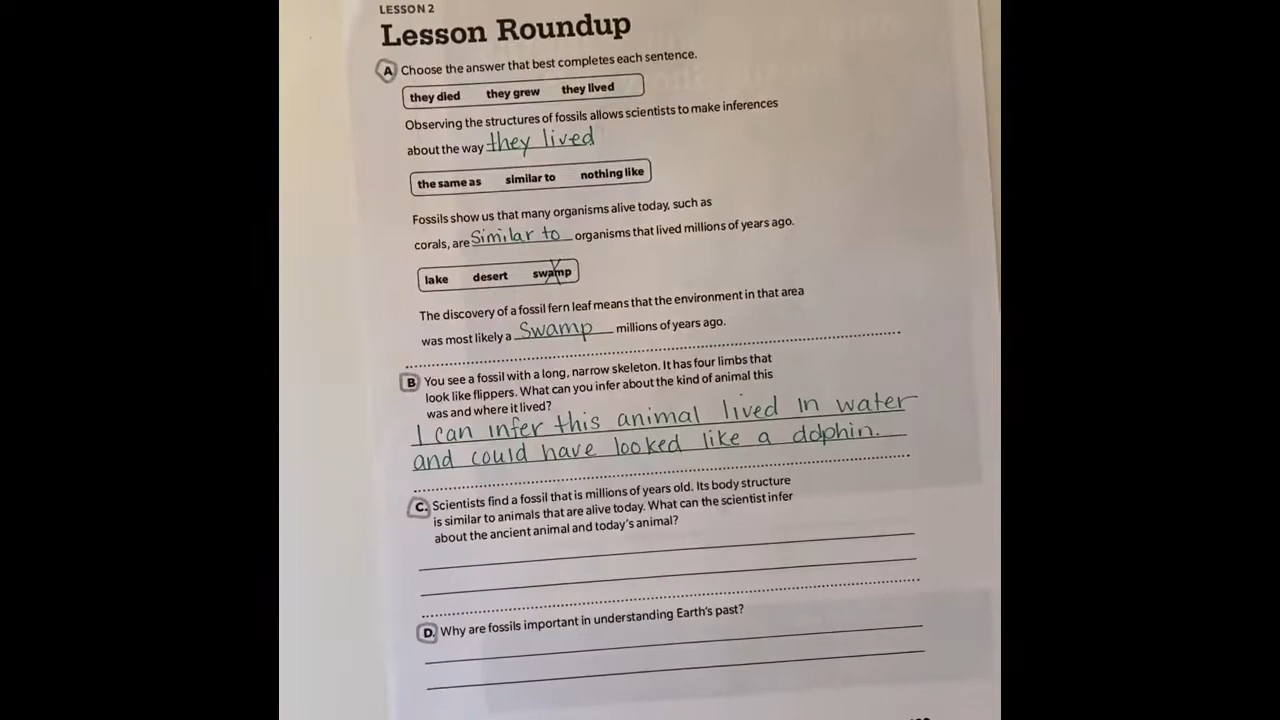 LESSON 2
Lesson Roundup
A Choose the answer that best completes each sentence.
they died they grew they lived
Observing the structures of fossils allows scientists to make inferences
about the way they lived
the same as similar to nothing like
Fossils show us that many organisms alive today, such as
corals, are Similar to organisms that lived millions of years ago.
lake desert swamp
The discovery of a fossil fern leaf means that the environment in that area
was most likely a Swamp millions of years ago.
B You see a fossil with a long, narrow skeleton. It has four limbs that
look like flippers. What can you infer about the kind of animal this
was and where it lived?
I can infer this animal lived in water
and could have looked like a dolphin.
C. Scientists find a fossil that is millions of years old. Its body structure
is similar to animals that are alive today. What can the scientist infer
about the ancient animal and today's animal?
D. Why are fossils important in understanding Earth's past?